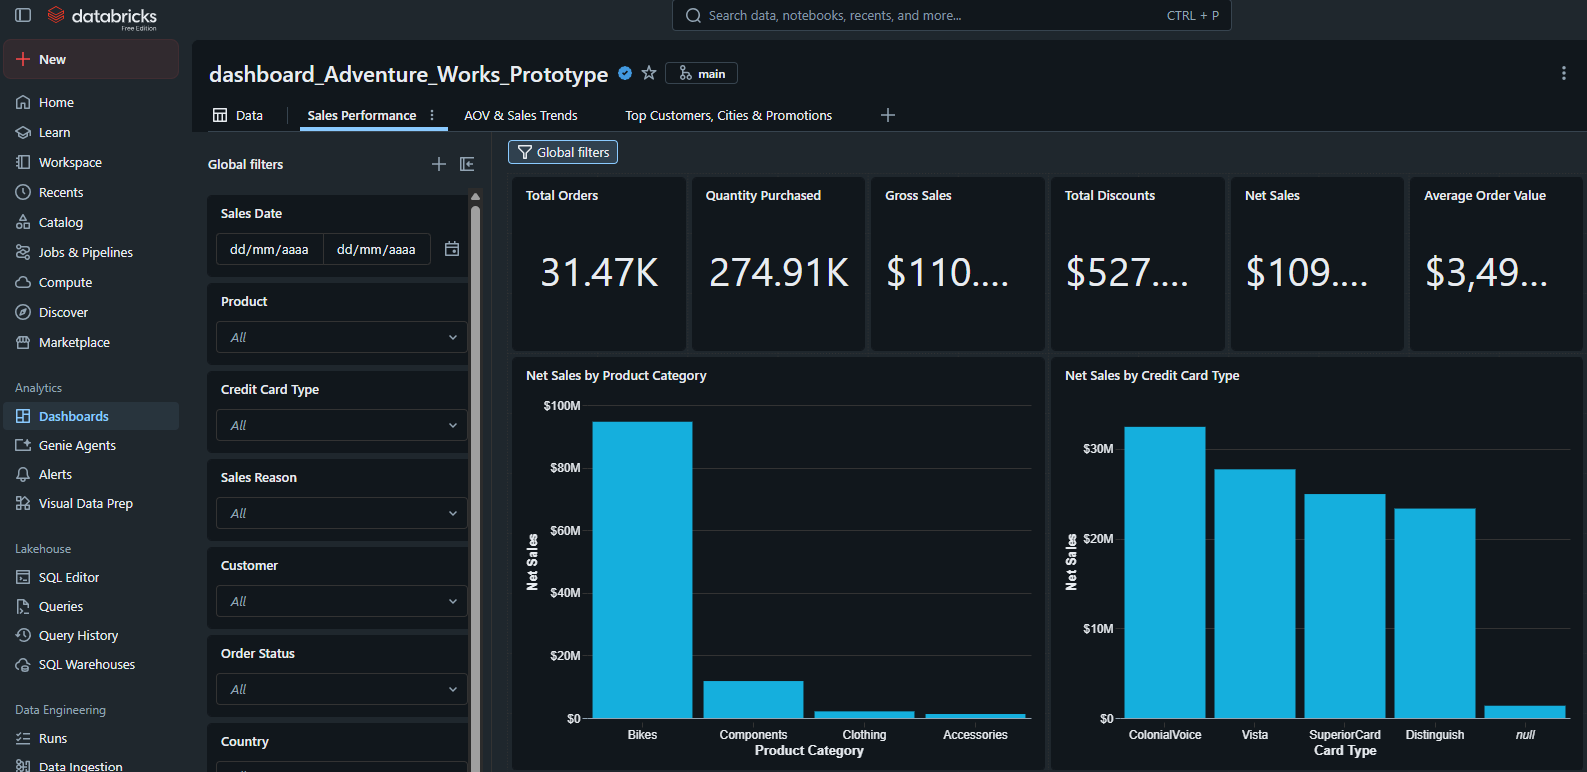 databricks
Free Edition
Search data, notebooks, recents, and more...
CTRL + P
New
Home
Learn
Workspace
Recents
Catalog
Jobs & Pipelines
Compute
Discover
Marketplace
Analytics
Dashboards
Genie Agents
Alerts
Visual Data Prep
Lakehouse
SQL Editor
Queries
Query History
SQL Warehouses
Data Engineering
Runs
Data Ingestion
dashboard_Adventure_Works_Prototype
main
Data
Sales Performance
AOV & Sales Trends
Top Customers, Cities & Promotions
Global filters
Sales Date
dd/mm/aaaa
dd/mm/aaaa
Product
All
Credit Card Type
All
Sales Reason
All
Customer
All
Order Status
All
Country
Global filters
Total Orders
31.47K
Quantity Purchased
274.91K
Gross Sales
$110....
Total Discounts
$527....
Net Sales
$109....
Average Order Value
$3,49...
Net Sales by Product Category
$100M
$80M
$60M
$40M
$20M
$0
Net Sales
Bikes
Components
Clothing
Accessories
Product Category
Net Sales by Credit Card Type
$30M
$20M
$10M
$0
Net Sales
ColonialVoice
Vista
SuperiorCard
Distinguish
null
Card Type